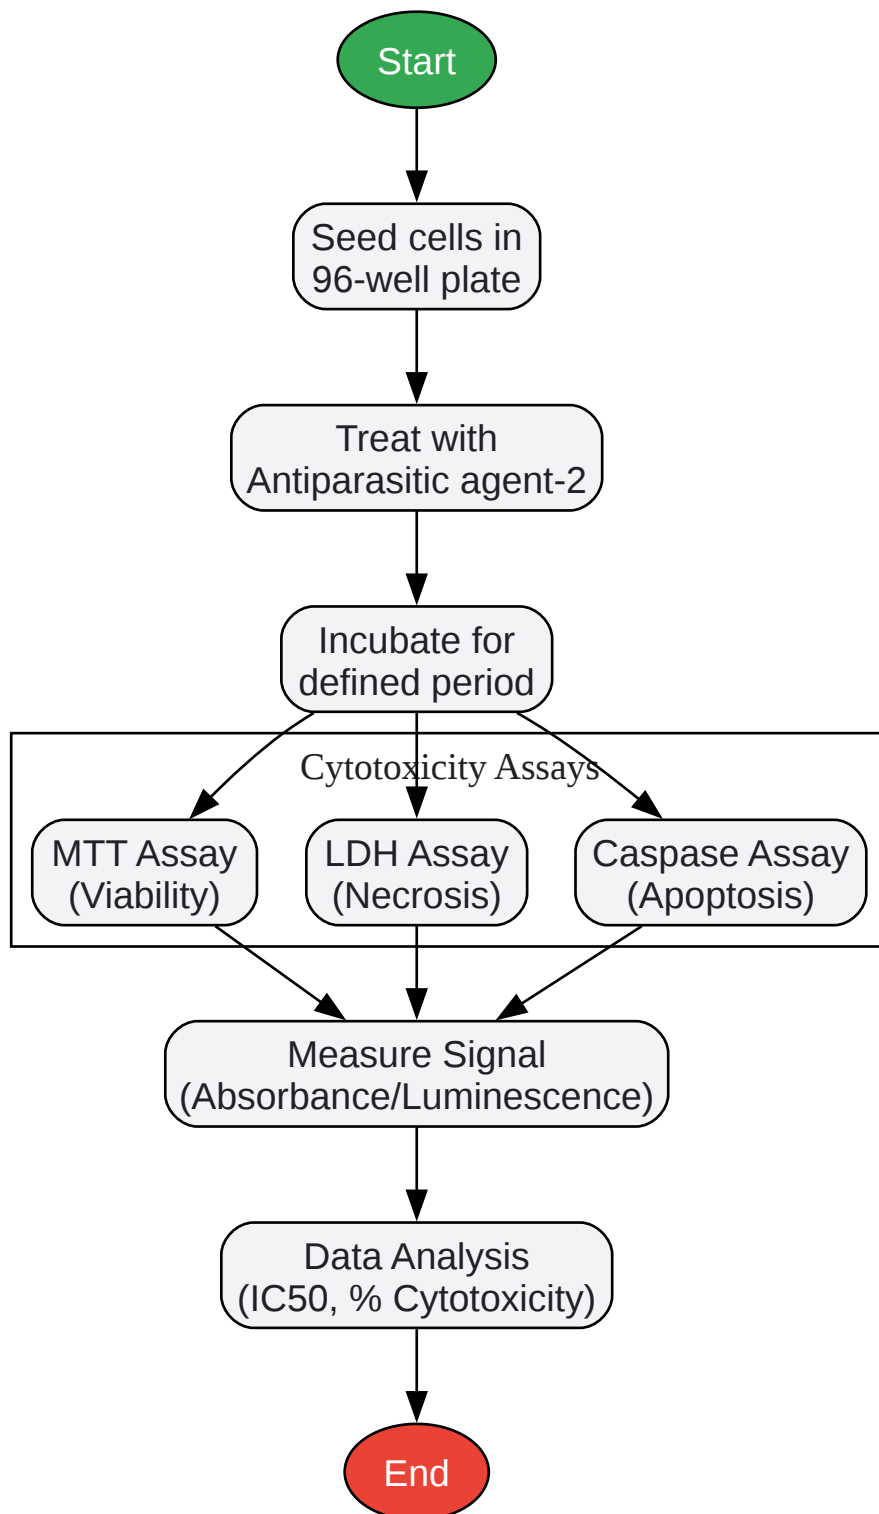 Start
Seed cells in
96-well plate
Treat with
Antiparasitic agent-2
Incubate for
defined period
Cytotoxicity Assays
MTT Assay
(Viability)
LDH Assay
(Necrosis)
Caspase Assay
(Apoptosis)
Measure Signal
(Absorbance/Luminescence)
Data Analysis
(IC50, % Cytotoxicity)
End